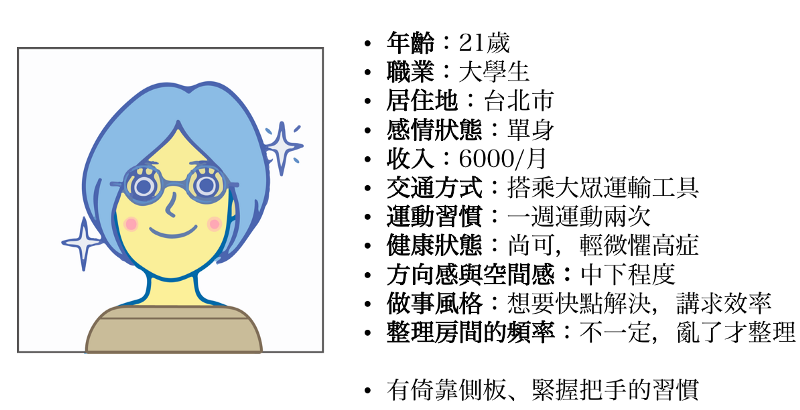 • 年齡：21歲
• 職業：大學生
• 居住地：台北市
• 感情狀態：單身
• 收入：6000/月
• 交通方式：搭乘大眾運輸工具
• 運動習慣：一週運動兩次
• 健康狀態：尚可，輕微懼高症
• 方向感與空間感：中下程度
• 做事風格：想要快點解決，講求效率
• 整理房間的頻率：不一定，亂了才整理
• 有倚靠側板、緊握把手的習慣